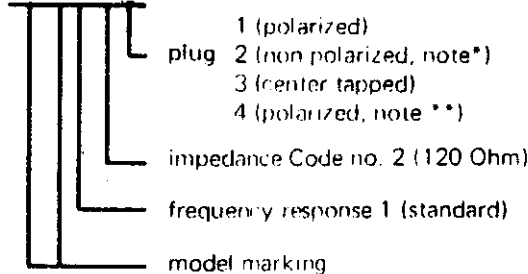 1 (polarized)
plug 2 (non polarized, note*)
3 (center tapped)
4 (polarized, note **)
impedance Code no. 2 (120 Ohm)
frequency response 1 (standard)
model marking